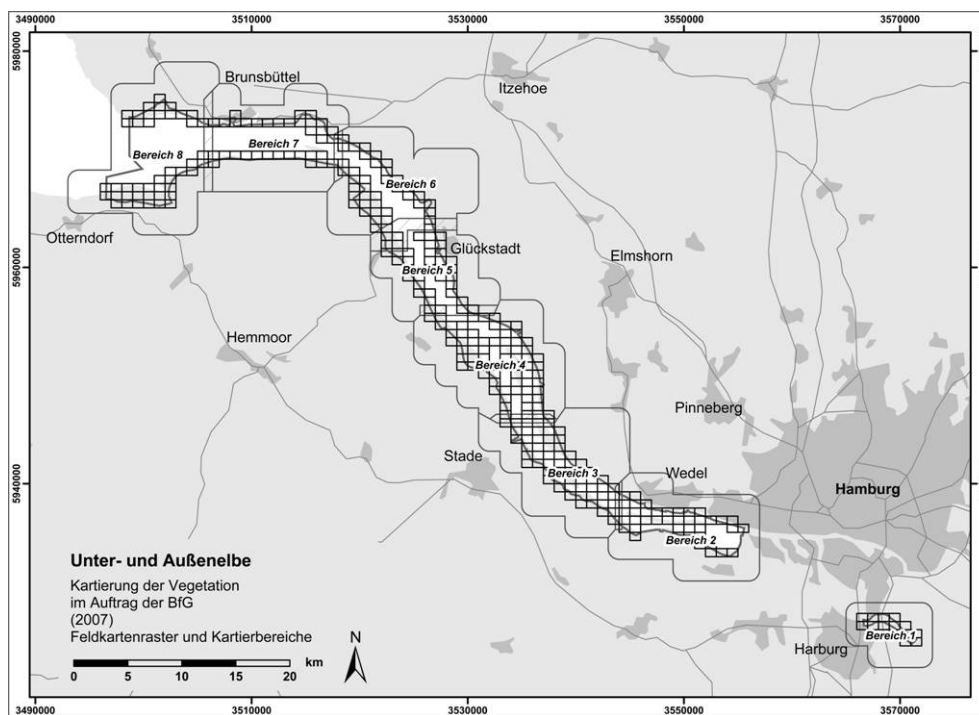 3490000 3510000 3530000 3550000 3570000
5980000
Brunsbüttel
Itzehoe
Bereich 7
Bereich 8
Bereich 6
Otterndorf
Glückstadt
5960000 5960000
Bereich 5
Elmshorn
Hemmoor
Bereich 4
Pinneberg
Stade
Bereich 3
Wedel
Hamburg
5940000 5940000
Bereich 2
Unter- und Außenelbe
Kartierung der Vegetation
im Auftrag der BfG
(2007)
Feldkartenraster und Kartierbereiche
N
km
0 5 10 15 20
Harburg
Bereich 1
3490000 3510000 3530000 3550000 3570000